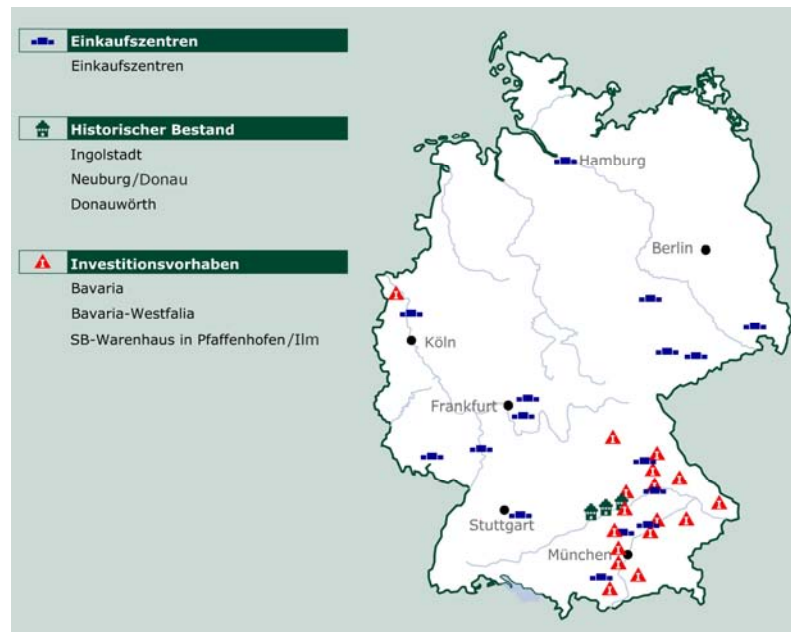 Einkaufszentren
Einkaufszentren
Historischer Bestand
Ingolstadt
Neuburg/Donau
Donauwörth
Investitionsvorhaben
Bavaria
Bavaria-Westfalia
SB-Warenhaus in Pfaffenhofen/Ilm
Hamburg
Berlin
Köln
Frankfurt
Stuttgart
München